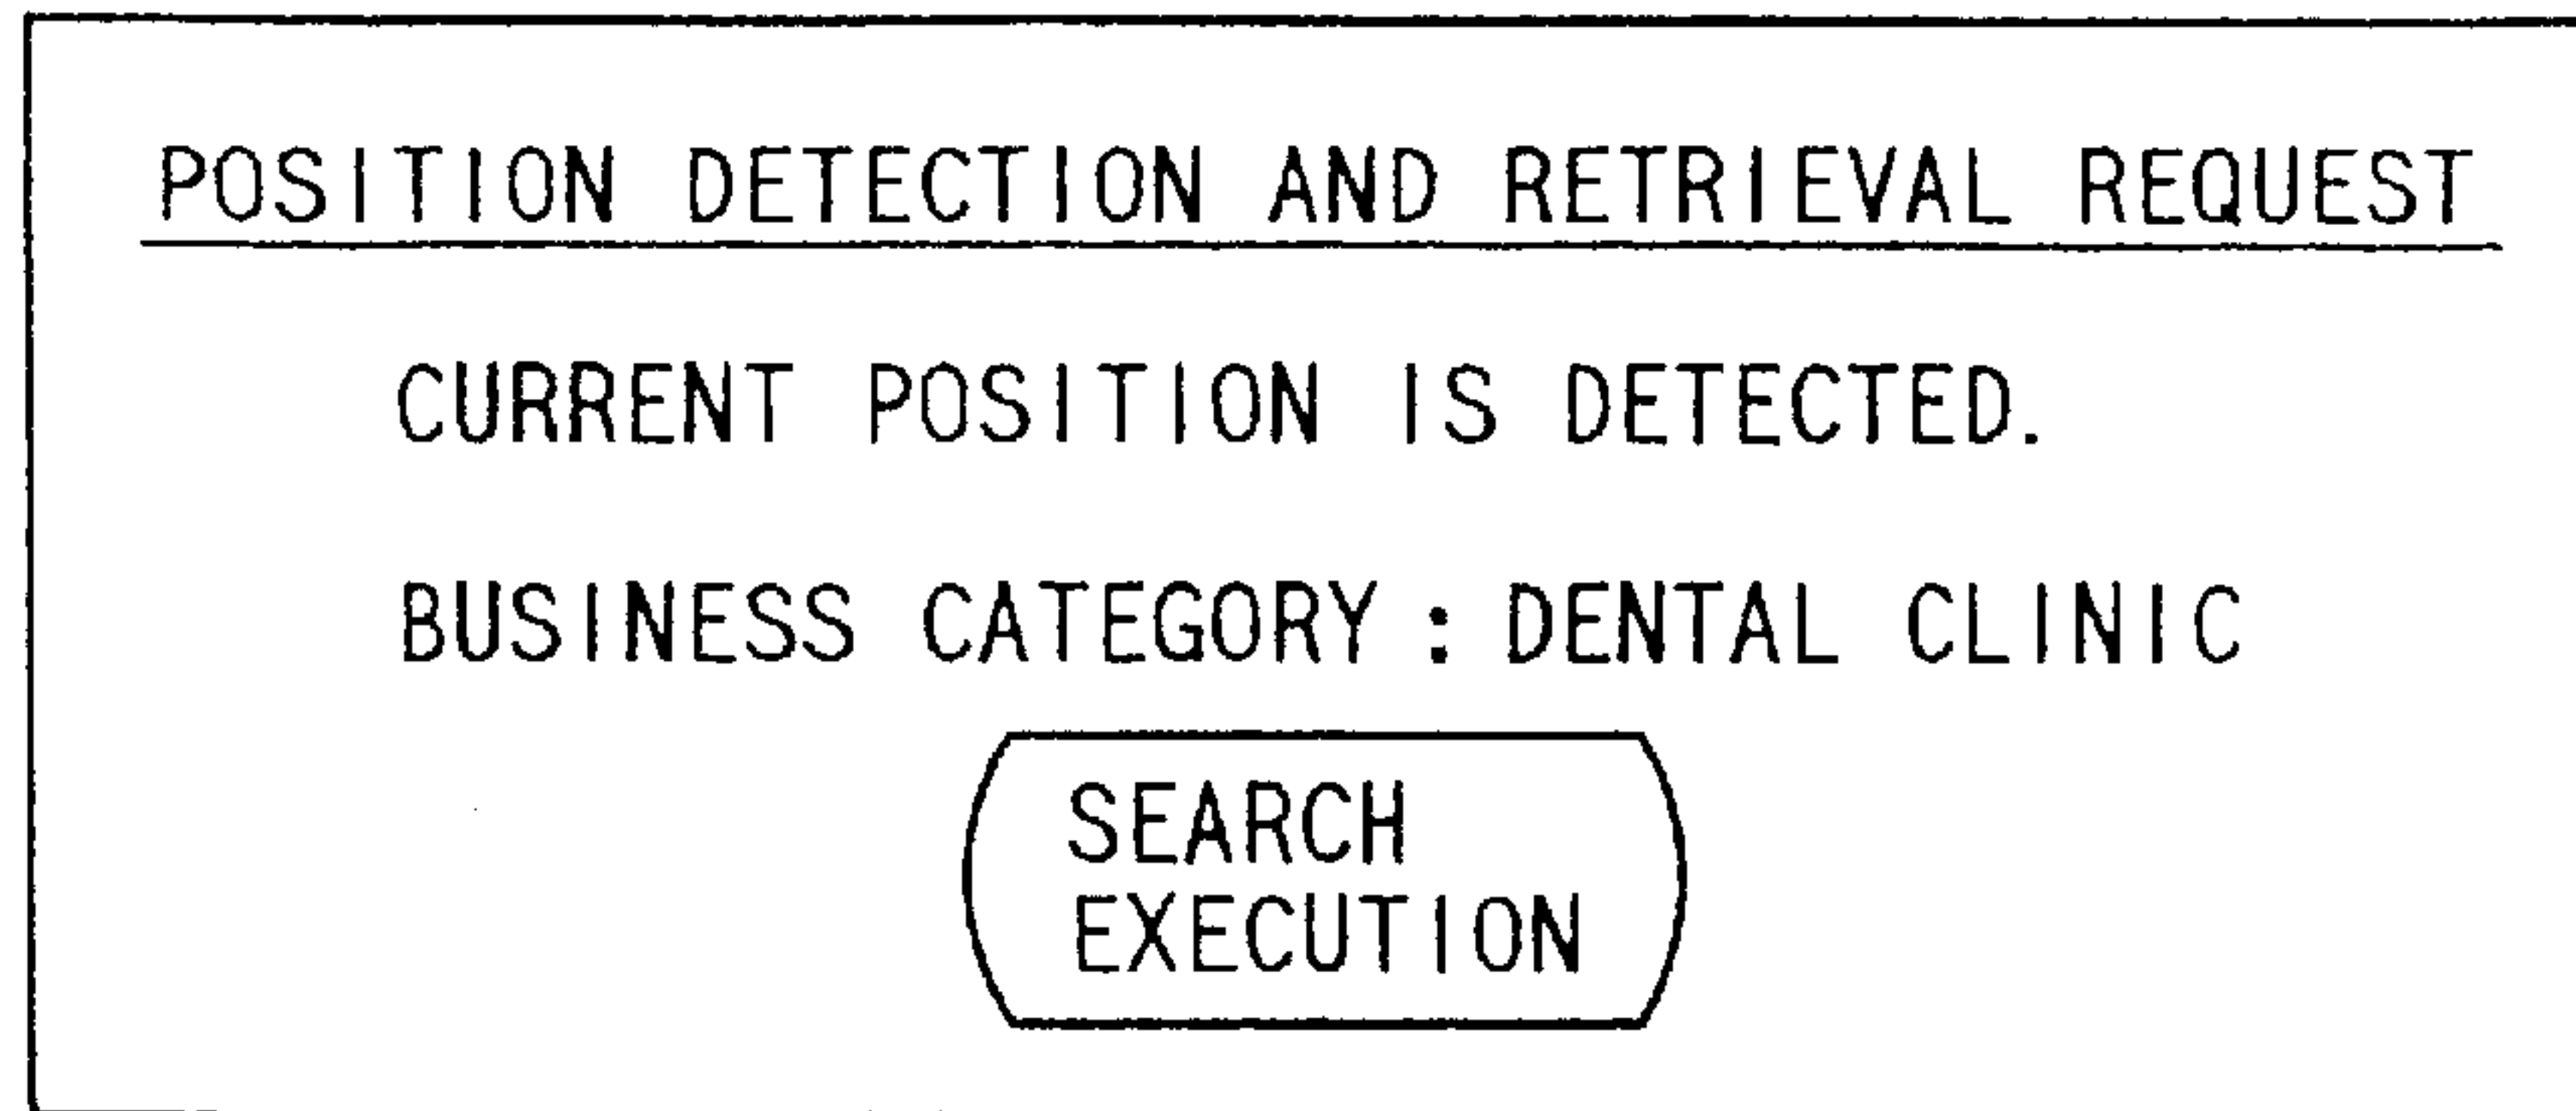 POSITION DETECTION AND RETRIEVAL REQUEST
CURRENT POSITION IS DETECTED.
BUSINESS CATEGORY : DENTAL CLINIC
SEARCH
EXECUTION